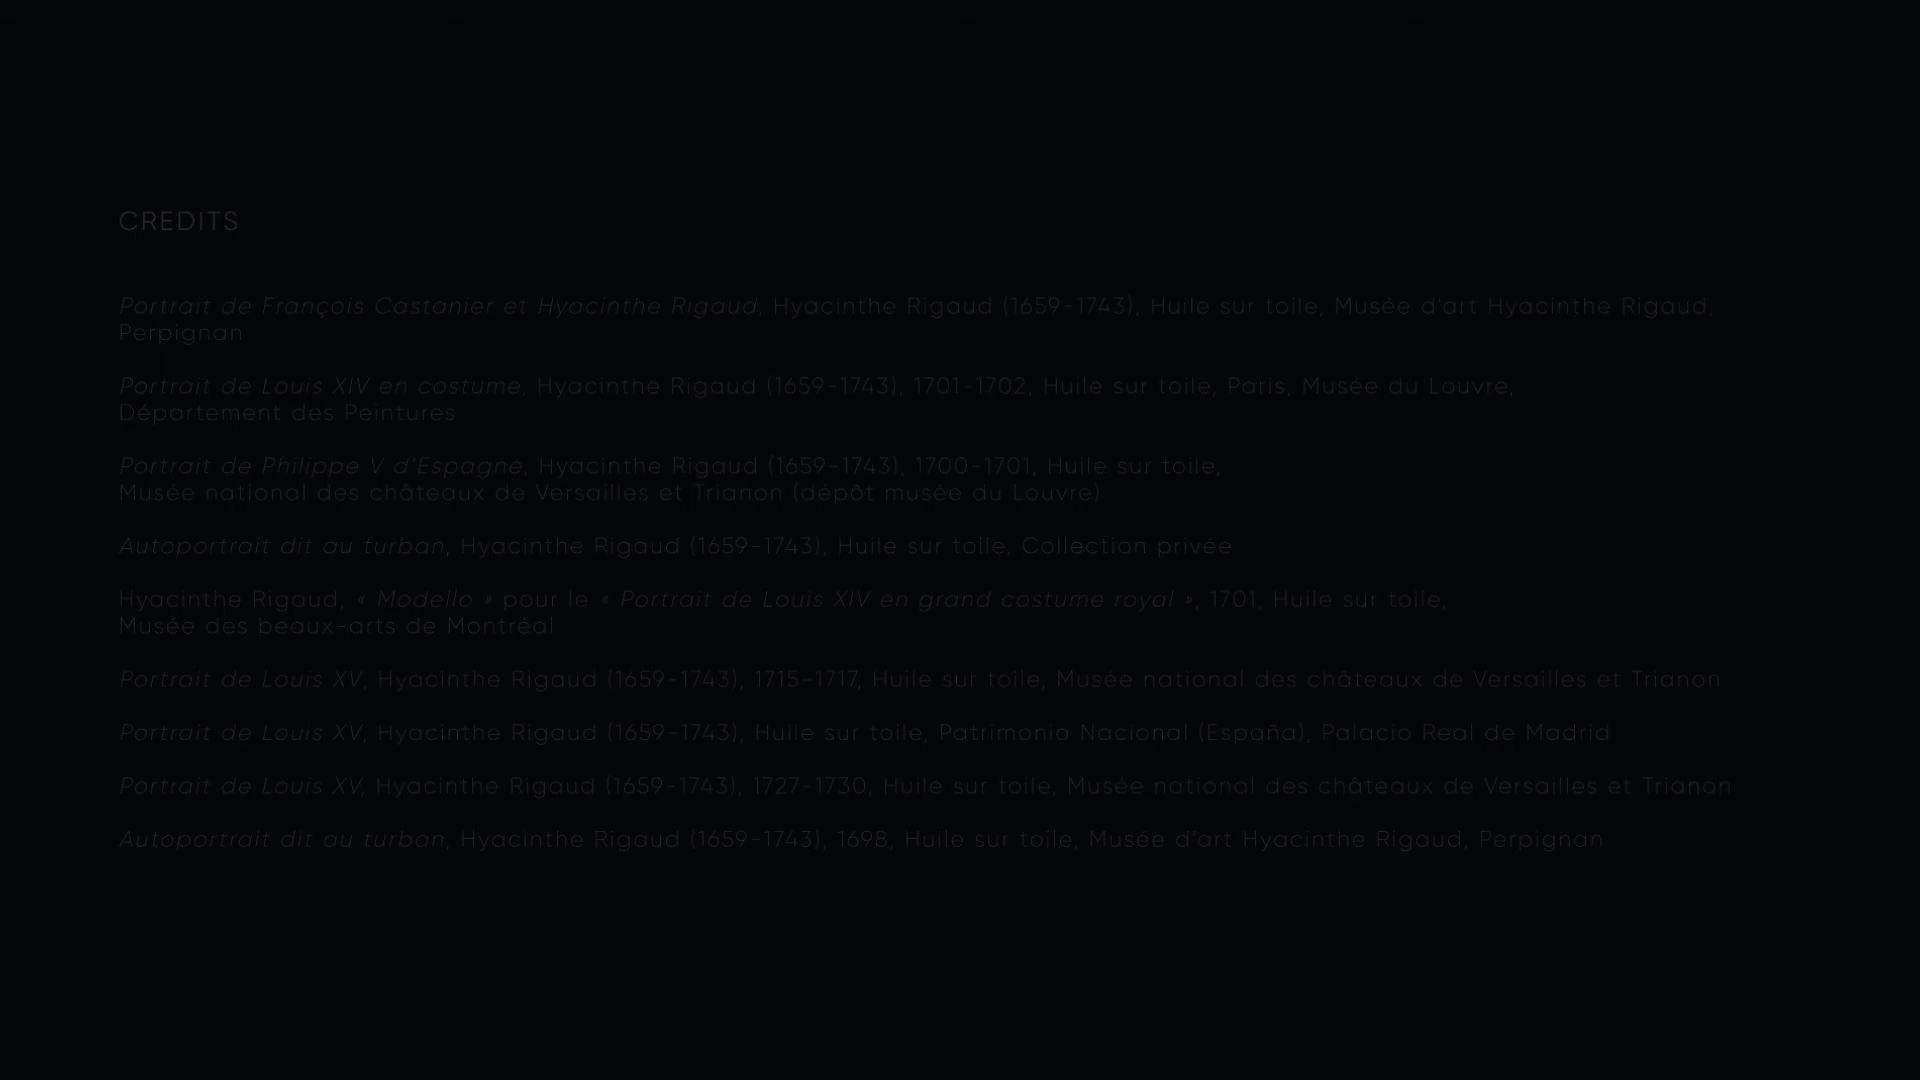 CREDITS
Portrait de François Castanier et Hyacinthe Rigaud, Hyacinthe Rigaud (1659-1743), Huile sur toile, Musée d'art Hyacinthe Rigaud,
Perpignan
Portrait de Louis XIV en costume, Hyacinthe Rigaud (1659-1743), 1701-1702, Huile sur toile, Paris, Musée du Louvre,
Département des Peintures
Portrait de Philippe V d'Espagne, Hyacinthe Rigaud (1659-1743), 1700-1701, Huile sur toile,
Musée national des châteaux de Versailles et Trianon (dépôt musée du Louvre)
Autoportrait dit au turban, Hyacinthe Rigaud (1659-1743), Huile sur toile, Collection privée
Hyacinthe Rigaud, « Modello » pour le « Portrait de Louis XIV en grand costume royal », 1701, Huile sur toile,
Musée des beaux-arts de Montréal
Portrait de Louis XV, Hyacinthe Rigaud (1659-1743), 1715-1717, Huile sur toile, Musée national des châteaux de Versailles et Trianon
Portrait de Louis XV, Hyacinthe Rigaud (1659-1743), Huile sur toile, Patrimonio Nacional (España), Palacio Real de Madrid
Portrait de Louis XV, Hyacinthe Rigaud (1659-1743), 1727-1730, Huile sur toile, Musée national des châteaux de Versailles et Trianon
Autoportrait dit au turban, Hyacinthe Rigaud (1659-1743), 1698, Huile sur toile, Musée d'art Hyacinthe Rigaud, Perpignan